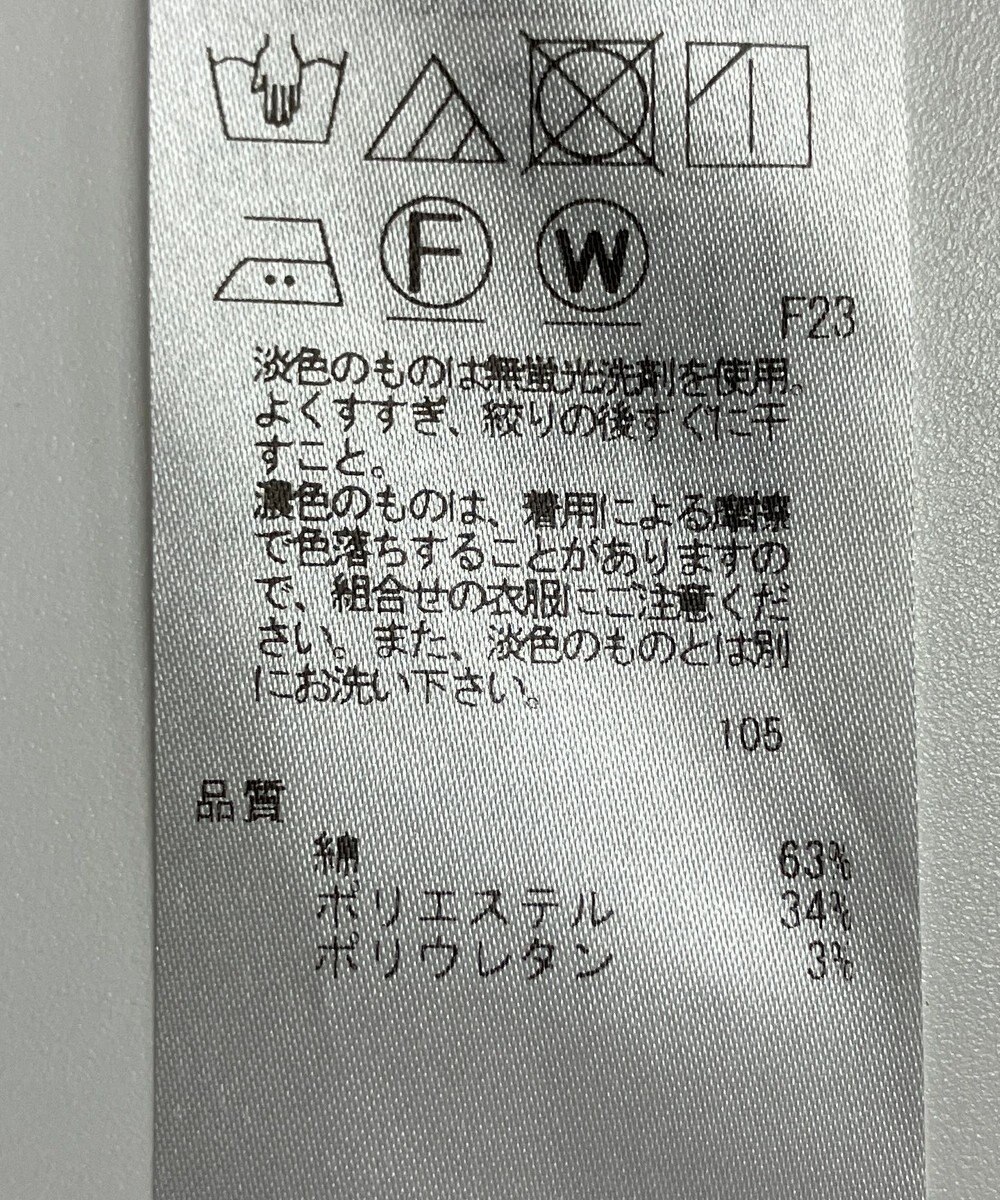 F
W
F23
淡色のものは無蛍光洗剤を使用。
よくすすぎ、絞りの後すぐに干
すこと。
濃色のものは、着用による摩擦
で色落ちすることがありますの
で、組合せの衣服にご注意くだ
さい。また、淡色のものとは別
にお洗い下さい。
105
品質
綿 63%
ポリエステル 34%
ポリウレタン 3%